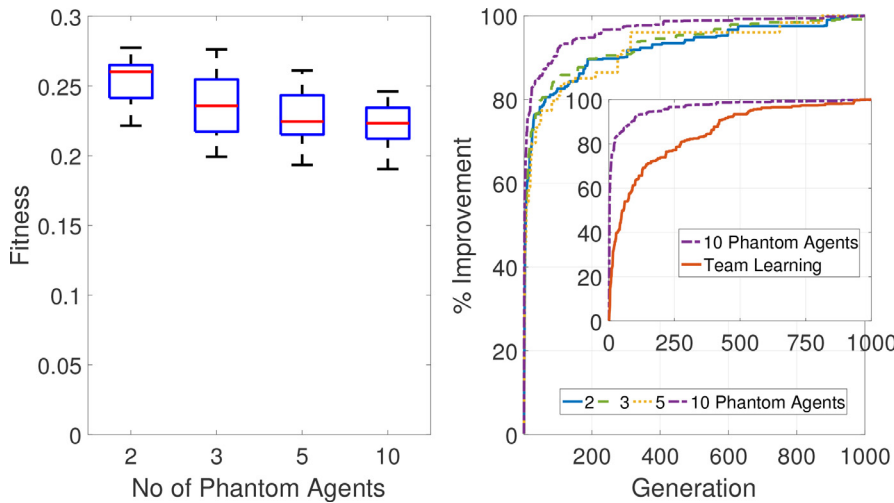 0.3
0.25
0.2
0.15
0.1
0.05
0
Fitness
2 3 5 10
No of Phantom Agents
100
80
60
40
20
0
% Improvement
200 400 600 800 1000
Generation
2 3 5 10 Phantom Agents
100
80
60
40
20
0
0 250 500 750 1000
10 Phantom Agents
Team Learning